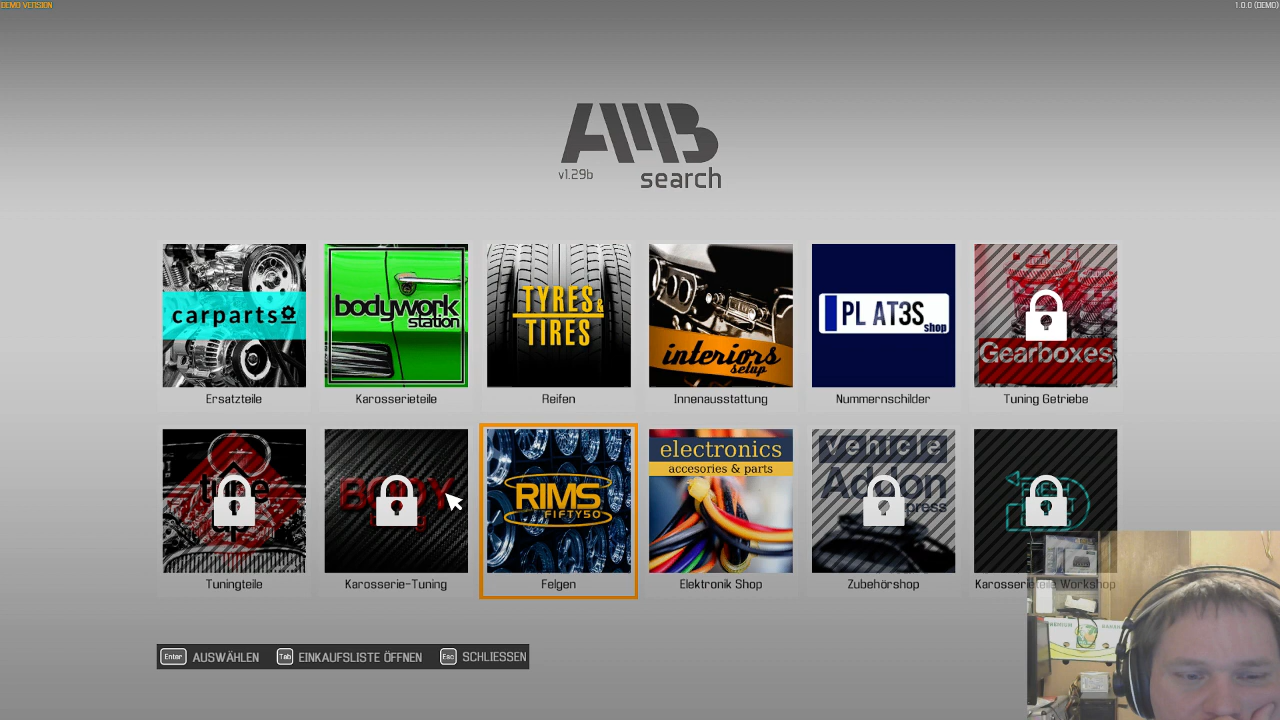 DEMO VERSION
1.0.0 (DEMO)
AMB
v1.29b
search
carparts
bodywork
station
TYRES &
TIRES
interiors
setup
PL AT3S
shop
Gearboxes
Ersatzteile
Karosserieteile
Reifen
Innenausstattung
Nummernschilder
Tuning Getriebe
BODY
RIMS
FIFTY50
electronics
accesories & parts
vehicle
Tuningteile
Karosserie-Tuning
Felgen
Elektronik Shop
Zubehörshop
Karosserieteile Workshop
Enter AUSWÄHLEN
Tab EINKAUFSLISTE ÖFFNEN
Esc SCHLIESSEN